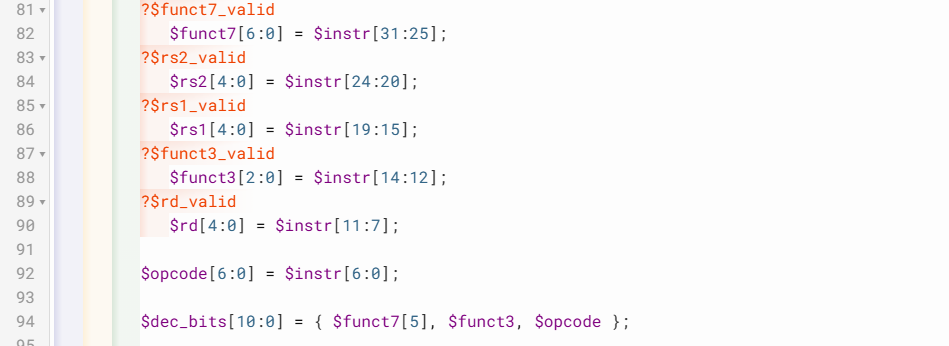 81 ?$funct7_valid
82 $funct7[6:0] = $instr[31:25];
83 ?$rs2_valid
84 $rs2[4:0] = $instr[24:20];
85 ?$rs1_valid
86 $rs1[4:0] = $instr[19:15];
87 ?$funct3_valid
88 $funct3[2:0] = $instr[14:12];
89 ?$rd_valid
90 $rd[4:0] = $instr[11:7];
91
92 $opcode[6:0] = $instr[6:0];
93
94 $dec_bits[10:0] = { $funct7[5], $funct3, $opcode };
95